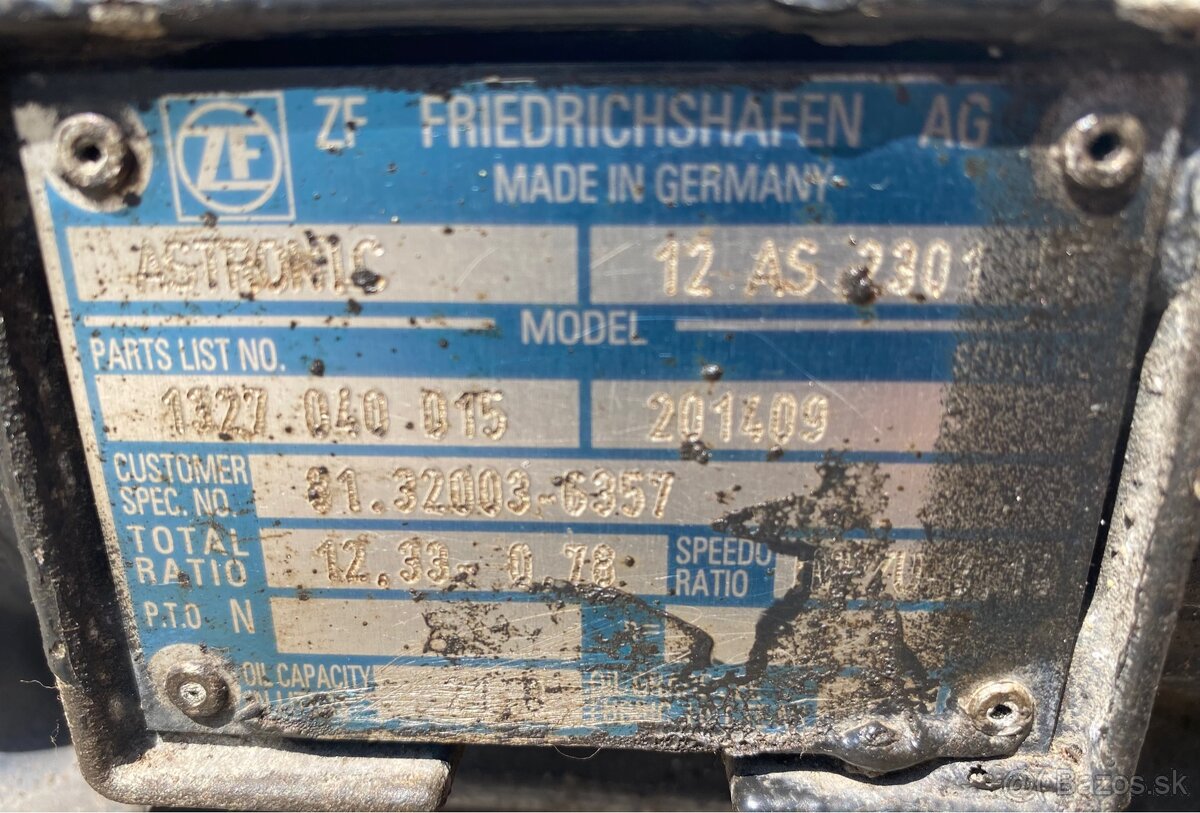 ZF ZF FRIEDRICHSHAFEN AG
MADE IN GERMANY
ASTRONIC 12 AS 2301
MODEL
PARTS LIST NO.
1327 040 015 201409
CUSTOMER
SPEC. NO. 81.32003-6357
TOTAL
RATIO 12,33- 0 78 SPEEDO
RATIO
P.T.O N
OIL CAPACITY
Bazos.sk